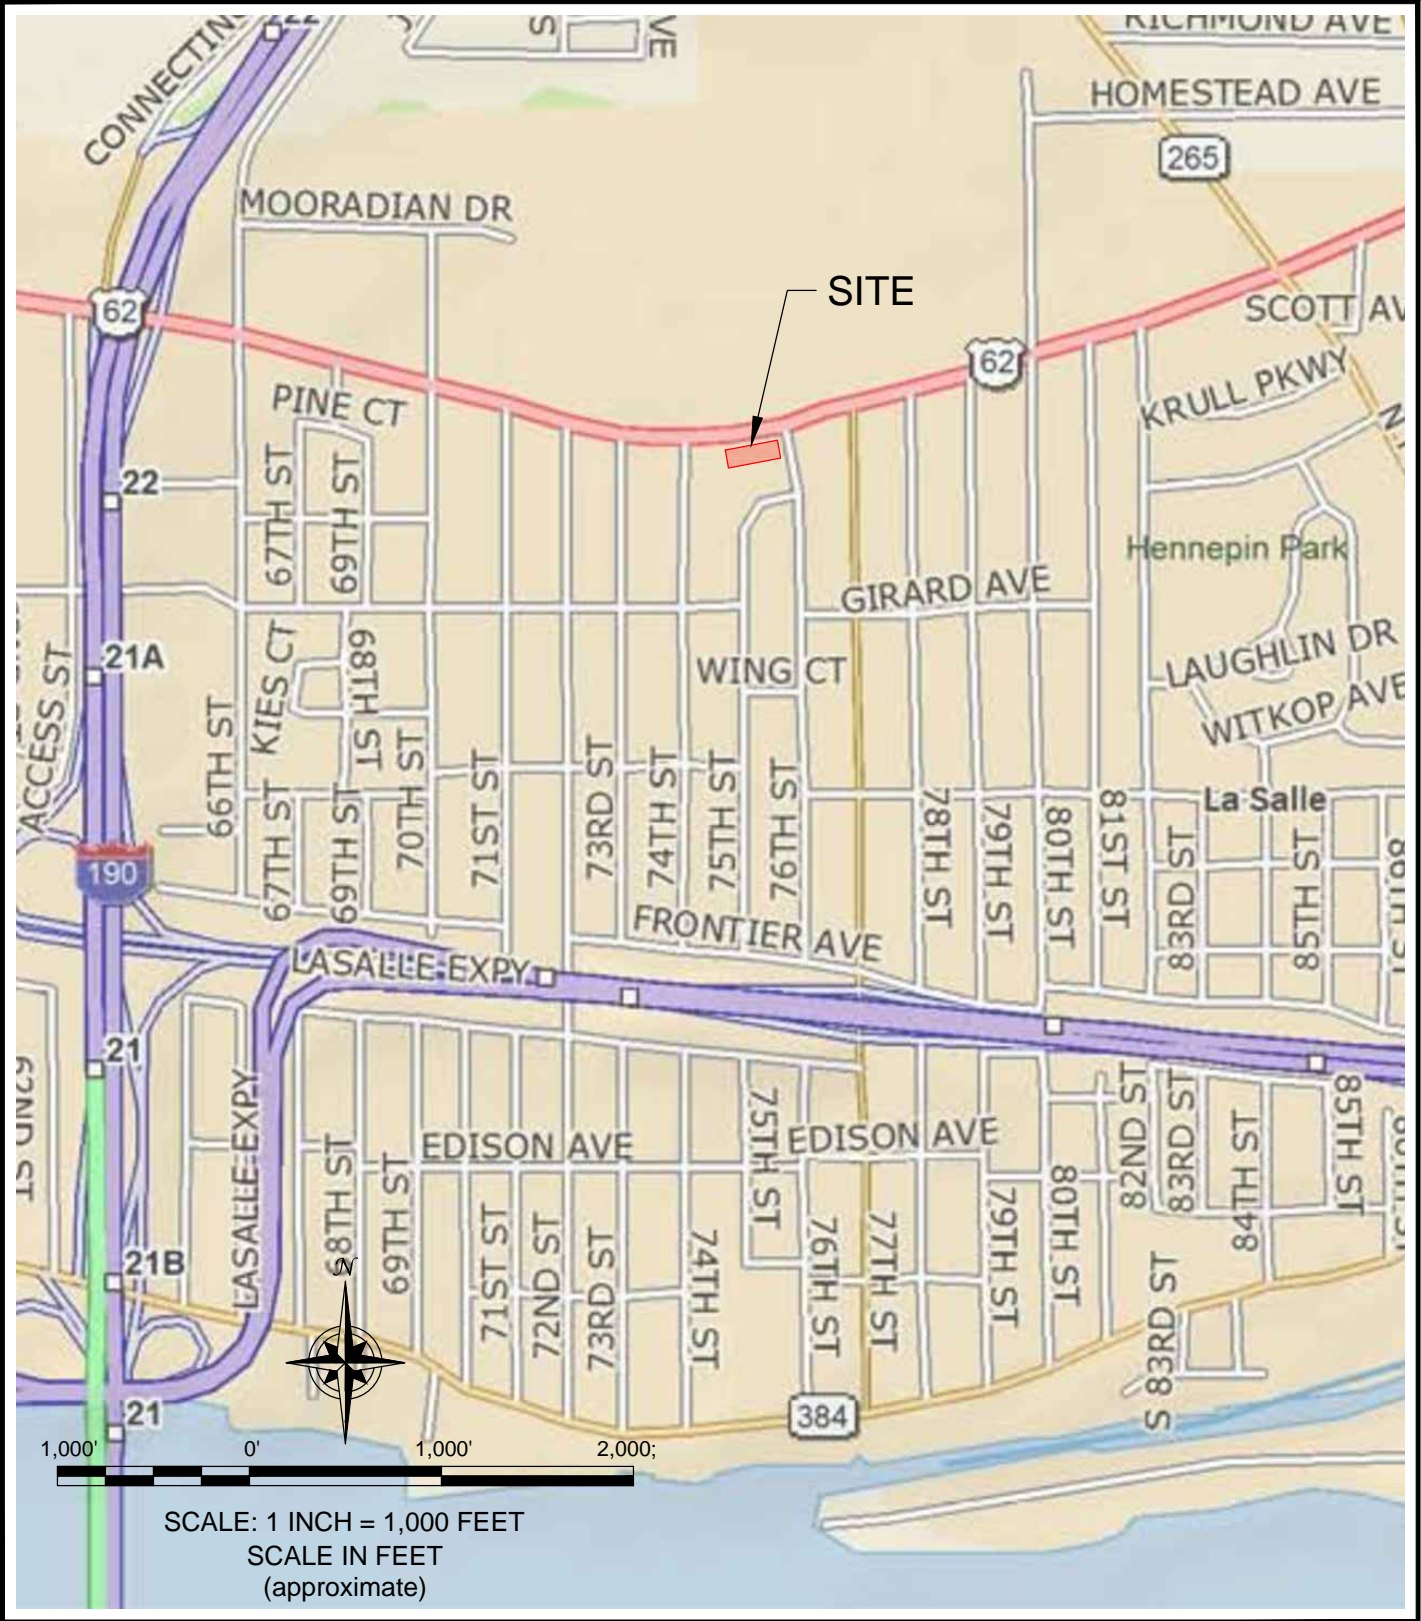 22
CONNECTING
S
VE
RICHMOND AVE
HOMESTEAD AVE
265
MOORADIAN DR
SITE
62
SCOTT AV
62
KRULL PKWY
PINE CT
N.
22
67TH ST
69TH ST
Hennepin Park
GIRARD AVE
21A
ACCESS ST
KIES CT
68TH ST
WING CT
LAUGHLIN DR
WITKOP AVE
66TH ST
67TH ST
69TH ST
70TH ST
71ST ST
73RD ST
74TH ST
75TH ST
76TH ST
78TH ST
79TH ST
80TH ST
81ST ST
La Salle
83RD ST
85TH ST
86TH ST
190
FRONTIER AVE
LASALLE EXPY
21
62ND ST
LASALLE EXPY
68TH ST
69TH ST
EDISON AVE
75TH ST
EDISON AVE
82ND ST
83RD ST
84TH ST
85TH ST
86TH S
71ST ST
72ND ST
73RD ST
74TH ST
76TH ST
77TH ST
79TH ST
80TH ST
S 83RD ST
21B
N
384
21
1,000' 0' 1,000' 2,000;
SCALE: 1 INCH = 1,000 FEET
SCALE IN FEET
(approximate)